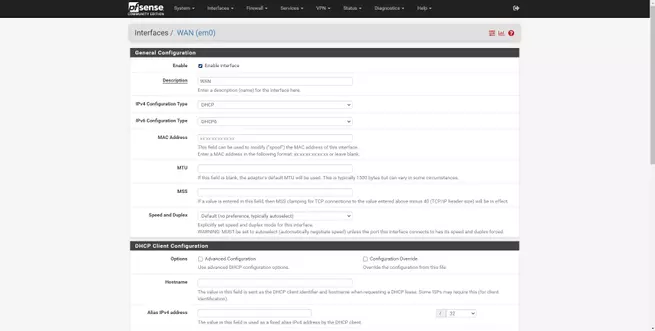 pfsense
COMMUNITY EDITION
System
Interfaces
Firewall
Services
VPN
Status
Diagnostics
Help
Interfaces / WAN (em0)
General Configuration
Enable
Enable interface
Description
WAN
Enter a description (name) for the interface here.
IPv4 Configuration Type
DHCP
IPv6 Configuration Type
DHCP6
MAC Address
xx:xx:xx:xx:xx:xx
This field can be used to modify ("spoof") the MAC address of this interface.
Enter a MAC address in the following format: xx:xx:xx:xx:xx:xx or leave blank.
MTU
If this field is blank, the adapter's default MTU will be used. This is typically 1500 bytes but can vary in some circumstances.
MSS
If a value is entered in this field, then MSS clamping for TCP connections to the value entered above minus 40 (TCP/IP header size) will be in effect.
Speed and Duplex
Default (no preference, typically autoselect)
Explicitly set speed and duplex mode for this interface.
WARNING: MUST be set to autoselect (automatically negotiate speed) unless the port this interface connects to has its speed and duplex forced.
DHCP Client Configuration
Options
Advanced Configuration
Configuration Override
Use advanced DHCP configuration options.
Override the configuration from this file.
Hostname
The value in this field is sent as the DHCP client identifier and hostname when requesting a DHCP lease. Some ISPs may require this (for client
identification).
Alias IPv4 address
/
The value in this field is used as a fixed alias IPv4 address by the DHCP client.